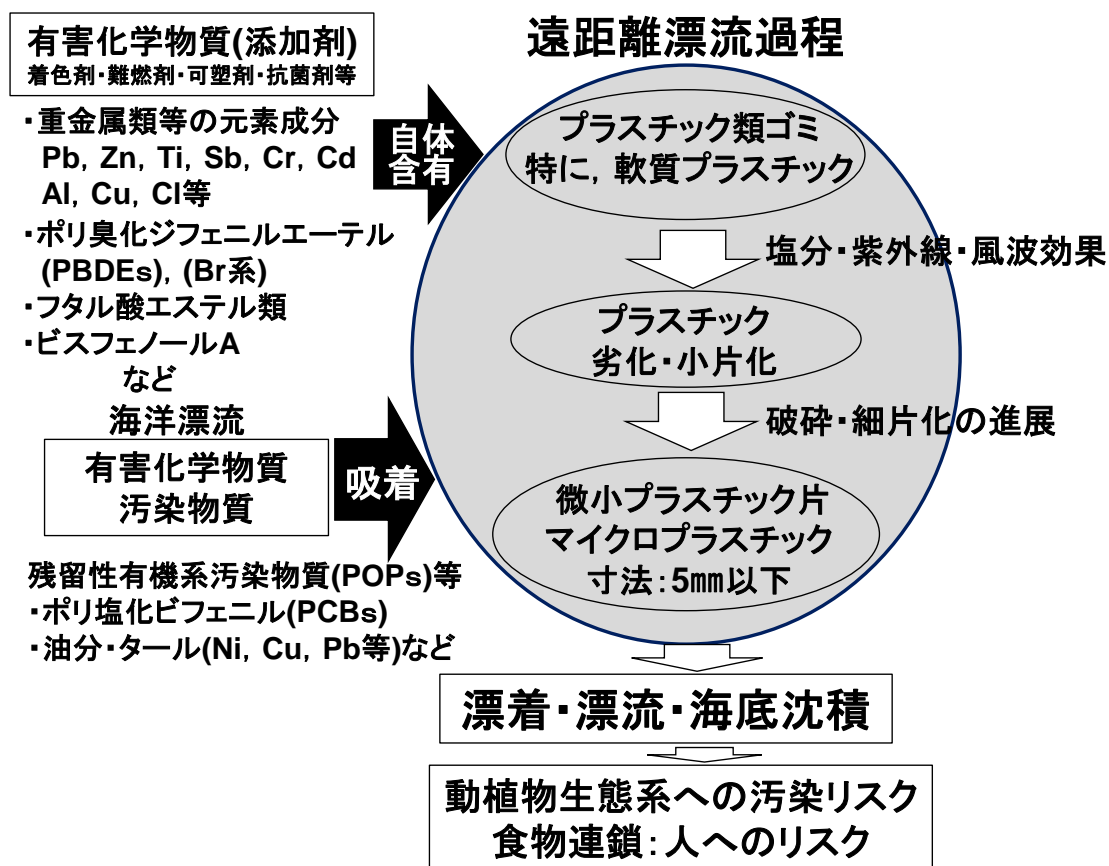 有害化学物質(添加剤)
着色剤・難燃剤・可塑剤・抗菌剤等
・重金属類等の元素成分
Pb, Zn, Ti, Sb, Cr, Cd
Al, Cu, Cl等
・ポリ臭化ジフェニルエーテル
(PBDEs), (Br系)
・フタル酸エステル類
・ビスフェノールA
など
自体
含有
海洋漂流
有害化学物質
汚染物質
吸着
残留性有機系汚染物質(POPs)等
・ポリ塩化ビフェニル(PCBs)
・油分・タール(Ni, Cu, Pb等)など
遠距離漂流過程
プラスチック類ゴミ
特に, 軟質プラスチック
塩分・紫外線・風波効果
プラスチック
劣化・小片化
破砕・細片化の進展
微小プラスチック片
マイクロプラスチック
寸法:5㎜以下
漂着・漂流・海底沈積
動植物生態系への汚染リスク
食物連鎖:人へのリスク